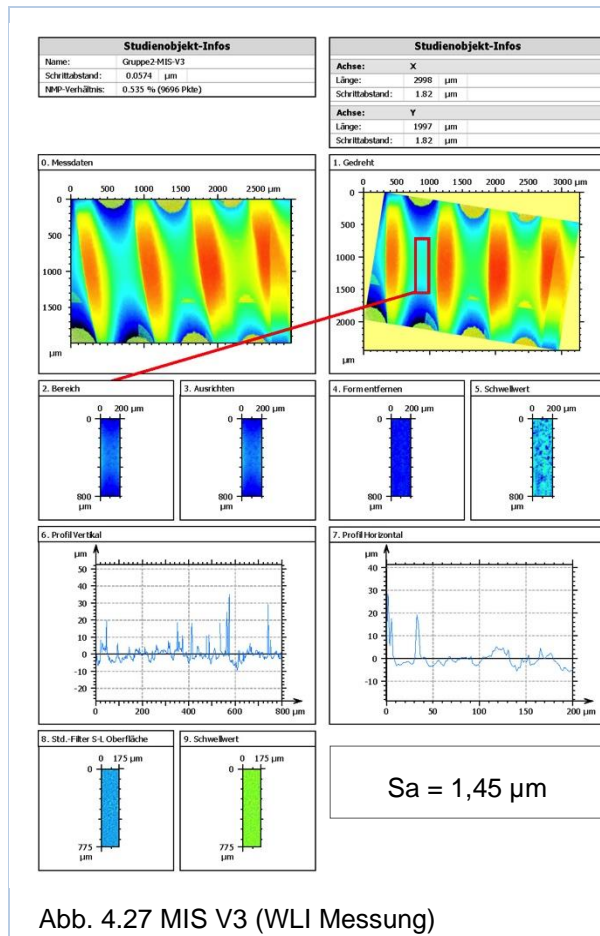 Studienobjekt-Infos
Name: Gruppe2-MIS-V3
Schrittabstand: 0.0574 µm
NMP-Verhältnis: 0.535 % (9696 Pkte)
Studienobjekt-Infos
Achse: X
Länge: 2998 µm
Schrittabstand: 1.82 µm
Achse: Y
Länge: 1997 µm
Schrittabstand: 1.82 µm
0. Messdaten
0 500 1000 1500 2000 2500 µm
0
500
1000
1500
µm
1. Gedreht
0 500 1000 1500 2000 2500 3000 µm
0
500
1000
1500
2000
µm
2. Bereich
0 200 µm
0
800
µm
3. Ausrichten
0 200 µm
0
800
µm
4. Form entfernen
0 200 µm
0
800
µm
5. Schwellwert
0 200 µm
0
800
µm
6. Profil Vertikal
µm
50
40
30
20
10
0
-10
-20
0 200 400 600 800 µm
7. Profil Horizontal
µm
40
30
20
10
0
-10
0 50 100 150 200 µm
8. Std.-Filter S-L Oberfläche
0 175 µm
0
775
µm
9. Schwellwert
0 175 µm
0
775
µm
Sa = 1,45 µm
Abb. 4.27 MIS V3 (WLI Messung)